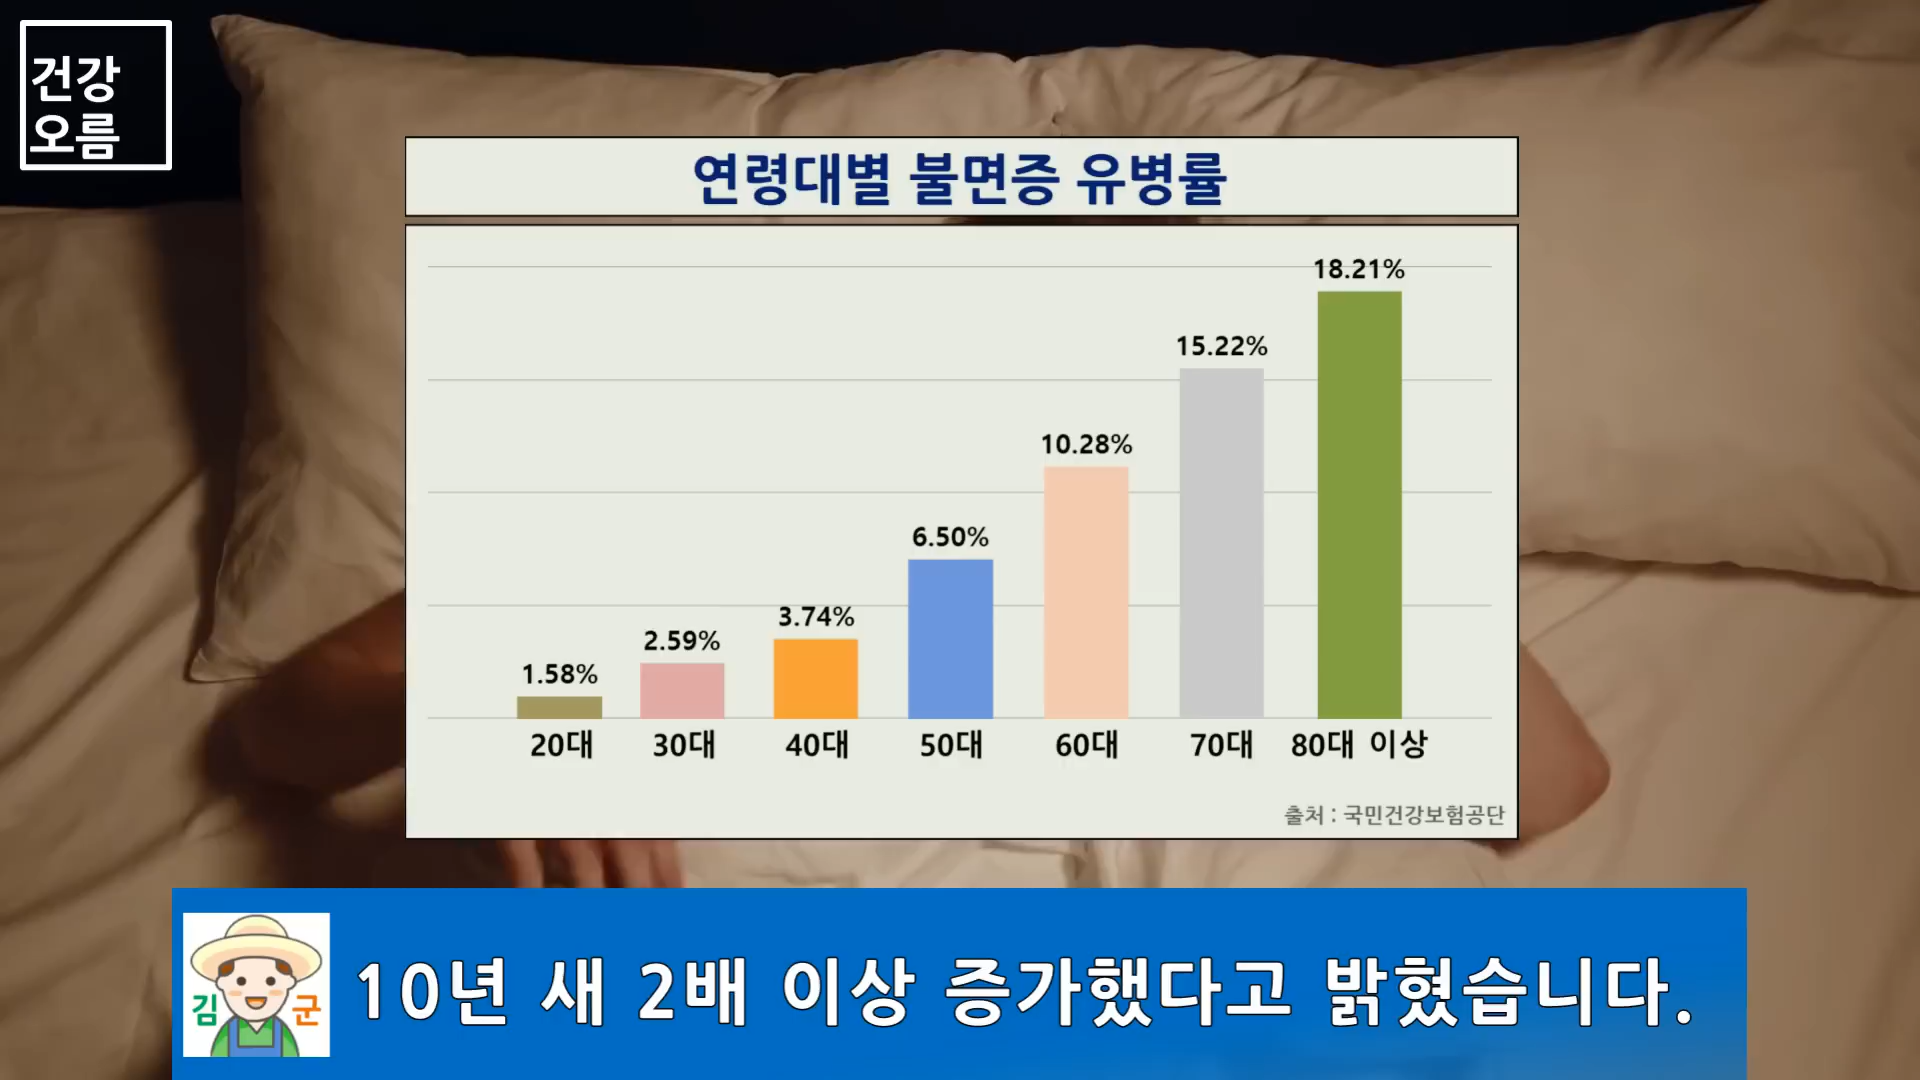 건강
오름
연령대별 불면증 유병률
18.21%
15.22%
10.28%
6.50%
3.74%
2.59%
1.58%
20대 30대 40대 50대 60대 70대 80대 이상
출처 : 국민건강보험공단
김 군
10년 새 2배 이상 증가했다고 밝혔습니다.